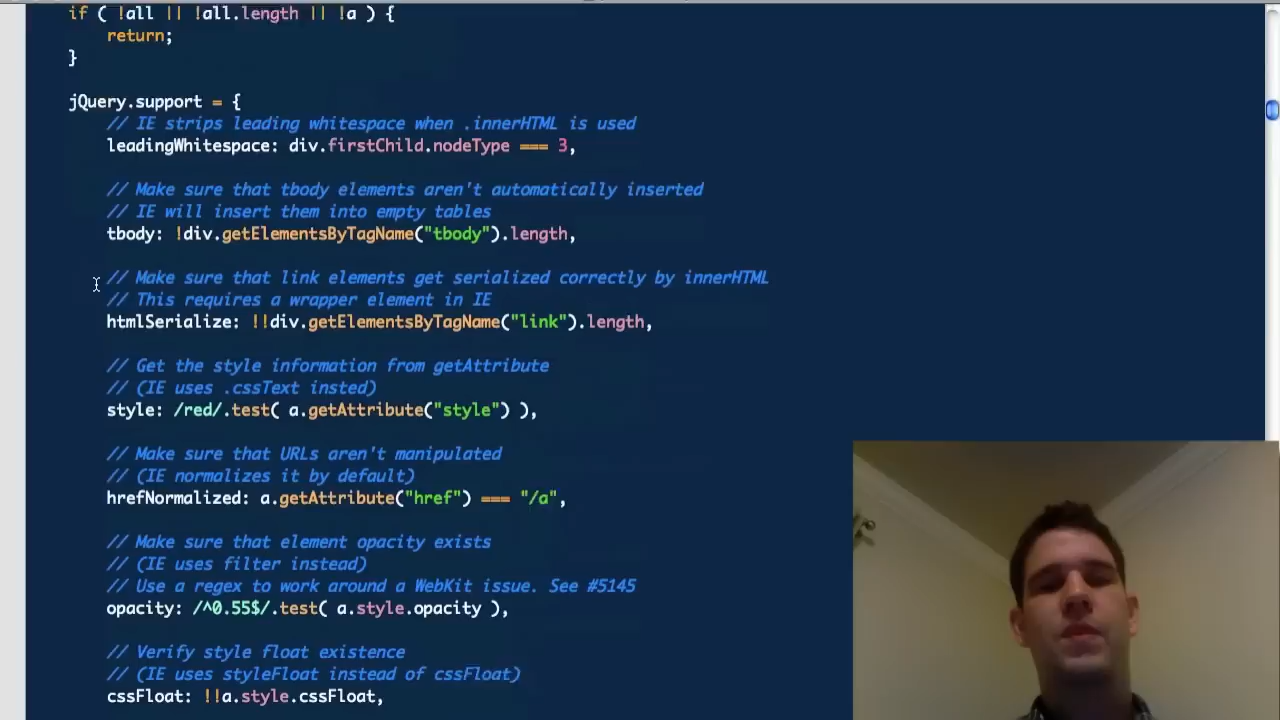 if ( !all || !all.length || !a ) {
return;
}
jQuery.support = {
// IE strips leading whitespace when .innerHTML is used
leadingWhitespace: div.firstChild.nodeType === 3,
// Make sure that tbody elements aren't automatically inserted
// IE will insert them into empty tables
tbody: !div.getElementsByTagName("tbody").length,
// Make sure that link elements get serialized correctly by innerHTML
// This requires a wrapper element in IE
htmlSerialize: !!div.getElementsByTagName("link").length,
// Get the style information from getAttribute
// (IE uses .cssText insted)
style: /red/.test( a.getAttribute("style") ),
// Make sure that URLs aren't manipulated
// (IE normalizes it by default)
hrefNormalized: a.getAttribute("href") === "/a",
// Make sure that element opacity exists
// (IE uses filter instead)
// Use a regex to work around a WebKit issue. See #5145
opacity: /^0.55$/.test( a.style.opacity ),
// Verify style float existence
// (IE uses styleFloat instead of cssFloat)
cssFloat: !!a.style.cssFloat,